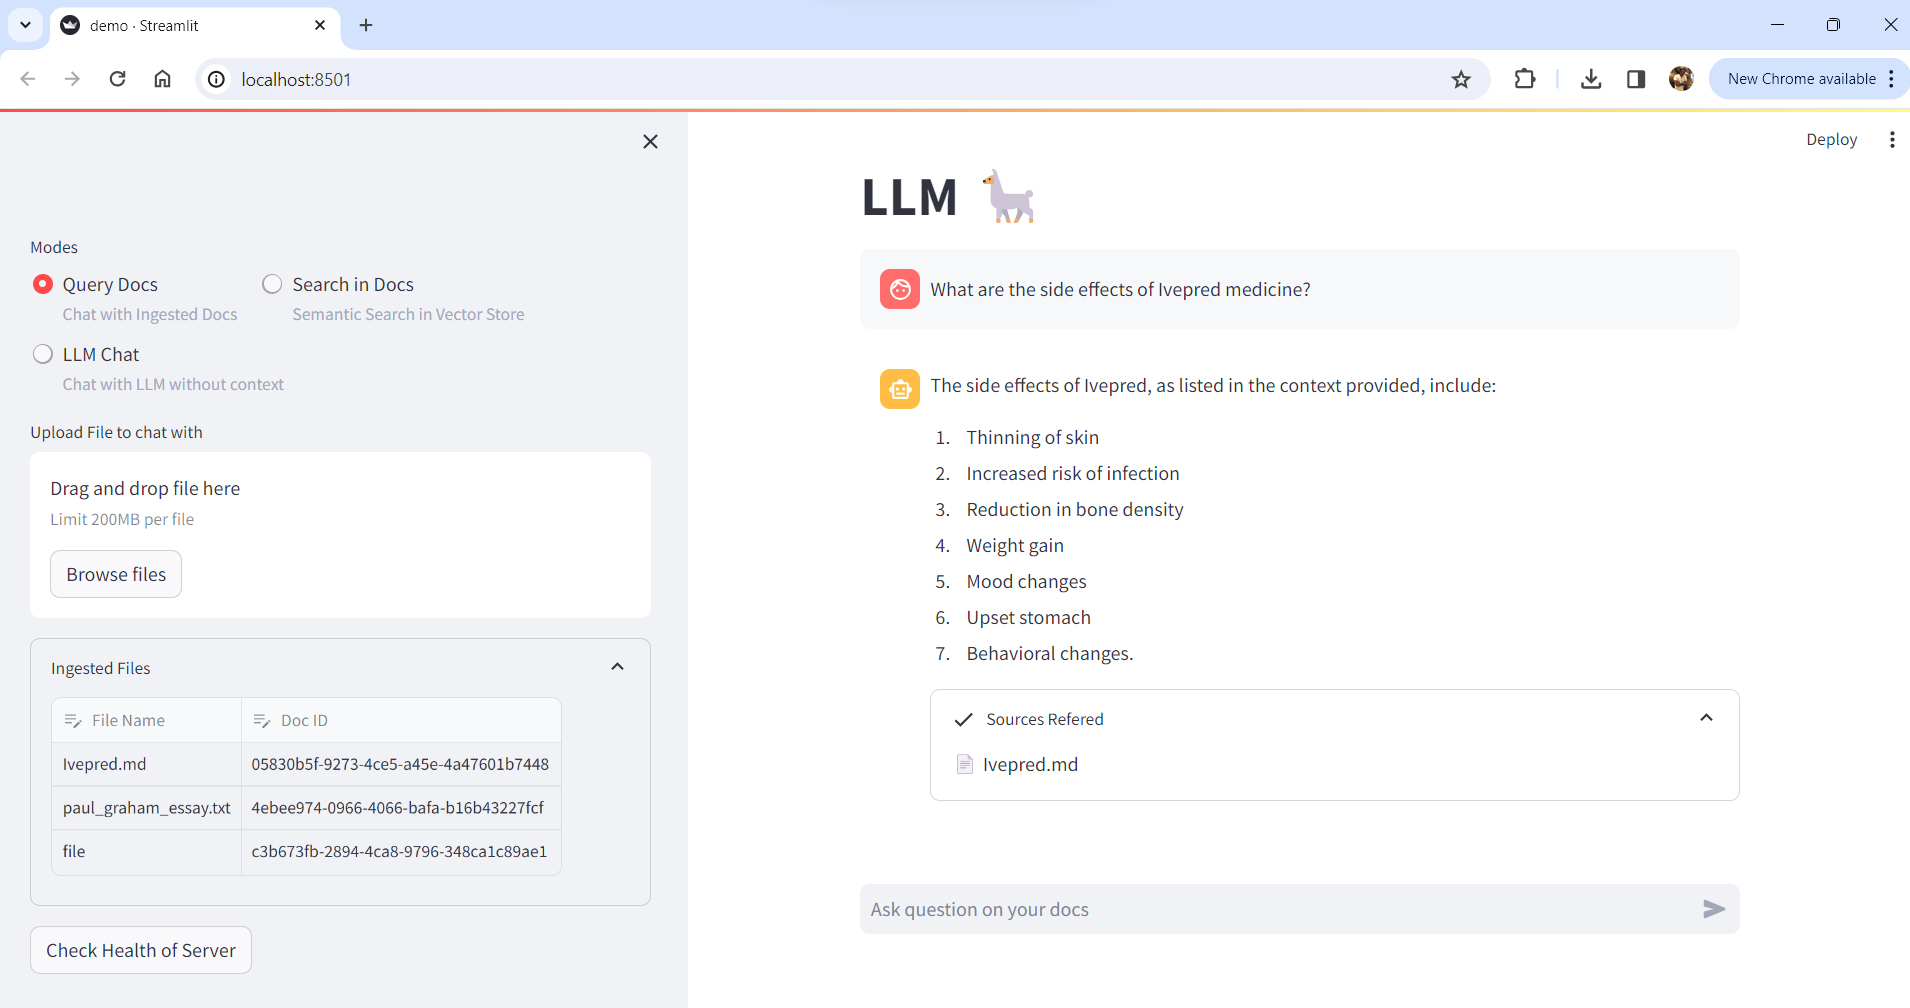 demo · Streamlit
localhost:8501
New Chrome available
Deploy
Modes
Query Docs
Chat with Ingested Docs
Search in Docs
Semantic Search in Vector Store
LLM Chat
Chat with LLM without context
Upload File to chat with
Drag and drop file here
Limit 200MB per file
Browse files
Ingested Files
File Name Doc ID
Ivepred.md 05830b5f-9273-4ce5-a45e-4a47601b7448
paul_graham_essay.txt 4ebee974-0966-4066-bafa-b16b43227fcf
file c3b673fb-2894-4ca8-9796-348ca1c89ae1
Check Health of Server
LLM
What are the side effects of Ivepred medicine?
The side effects of Ivepred, as listed in the context provided, include:
1. Thinning of skin
2. Increased risk of infection
3. Reduction in bone density
4. Weight gain
5. Mood changes
6. Upset stomach
7. Behavioral changes.
Sources Refered
Ivepred.md
Ask question on your docs